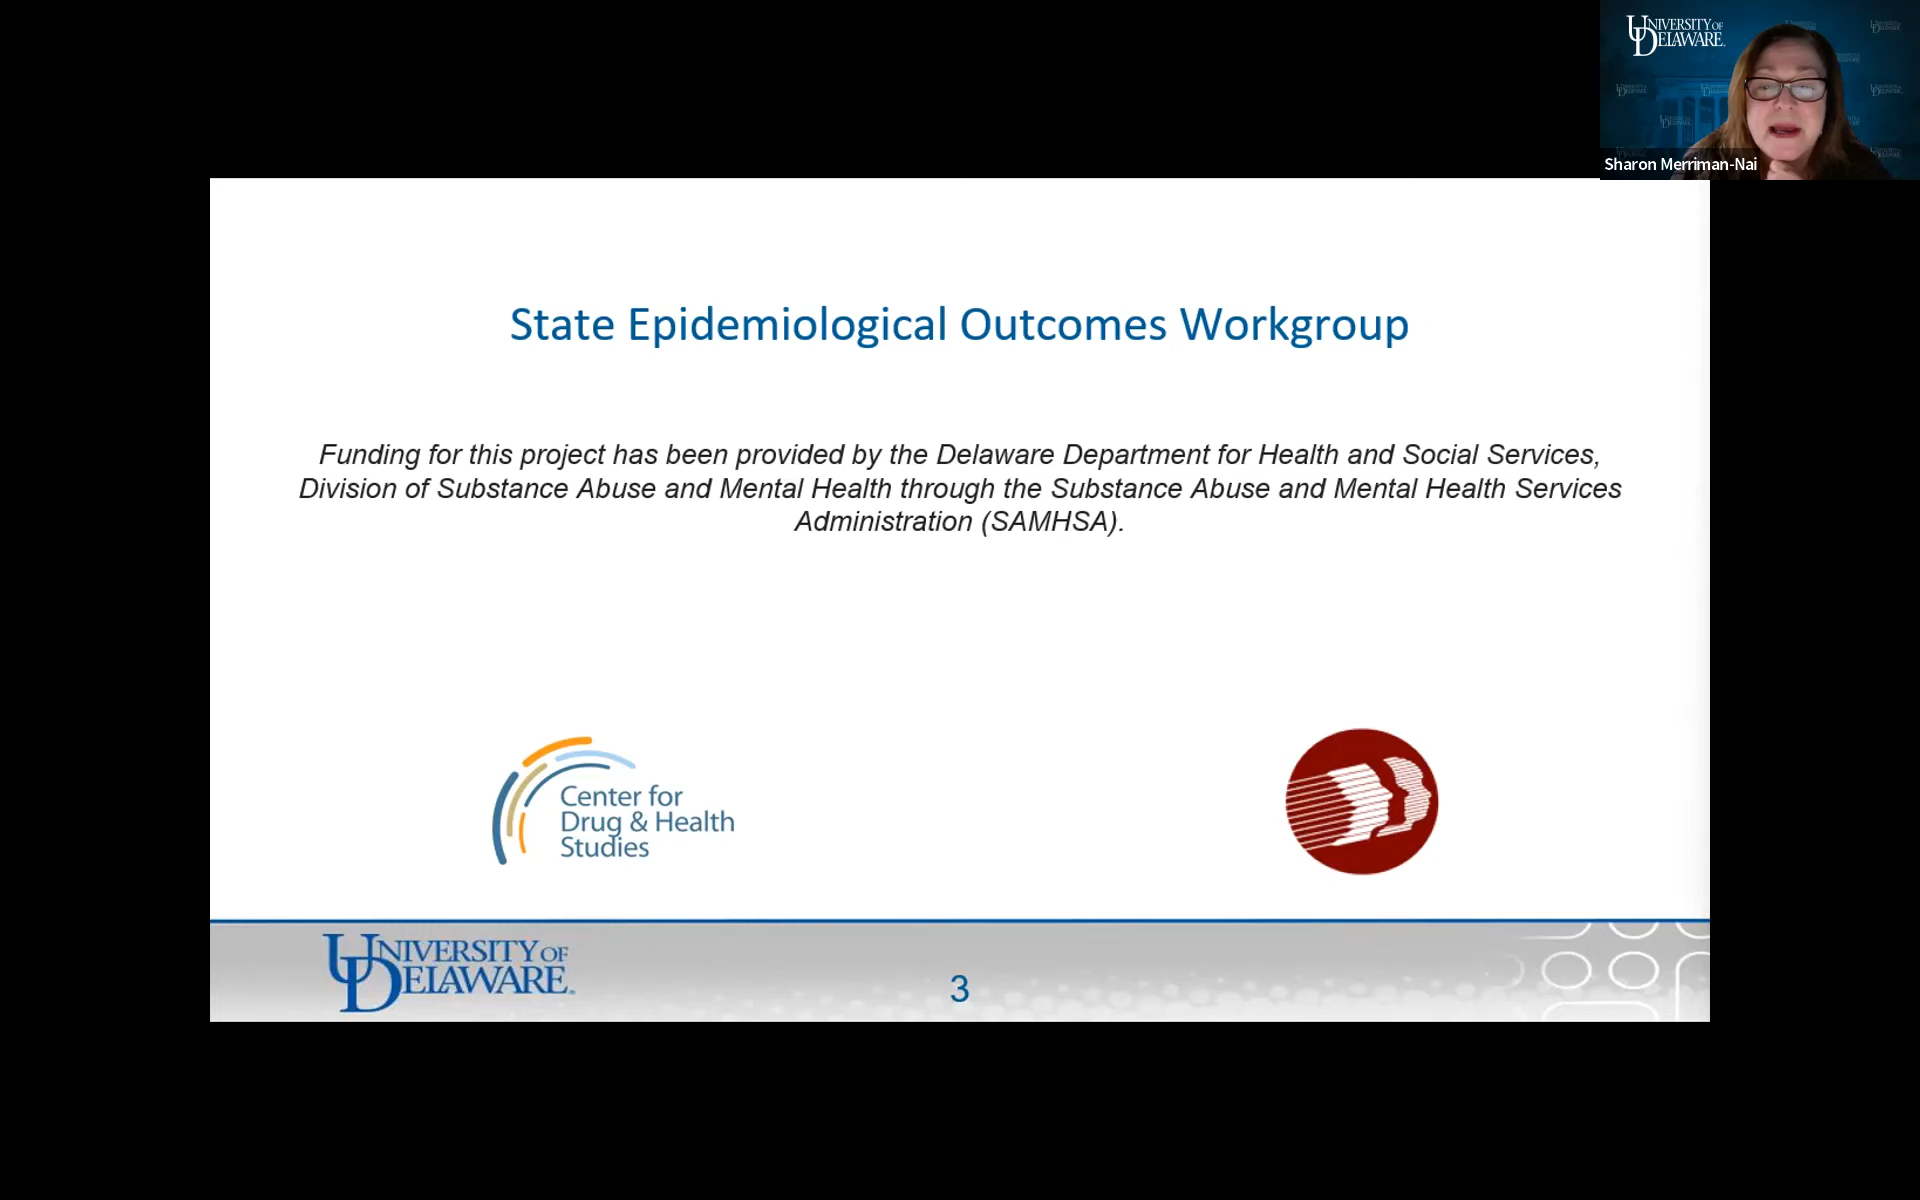 UNIVERSITY OF
DELAWARE
Sharon Merriman-Nai
State Epidemiological Outcomes Workgroup
Funding for this project has been provided by the Delaware Department for Health and Social Services,
Division of Substance Abuse and Mental Health through the Substance Abuse and Mental Health Services
Administration (SAMHSA).
Center for
Drug & Health
Studies
UNIVERSITY OF
DELAWARE
3